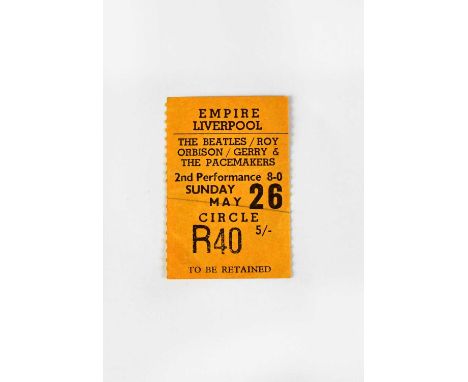 EMPIRE
LIVERPOOL
THE BEATLES / ROY
ORBISON / GERRY &
THE PACEMAKERS
2nd Performance 8-0
SUNDAY
MAY 26
CIRCLE
R40 5/-
TO BE RETAINED